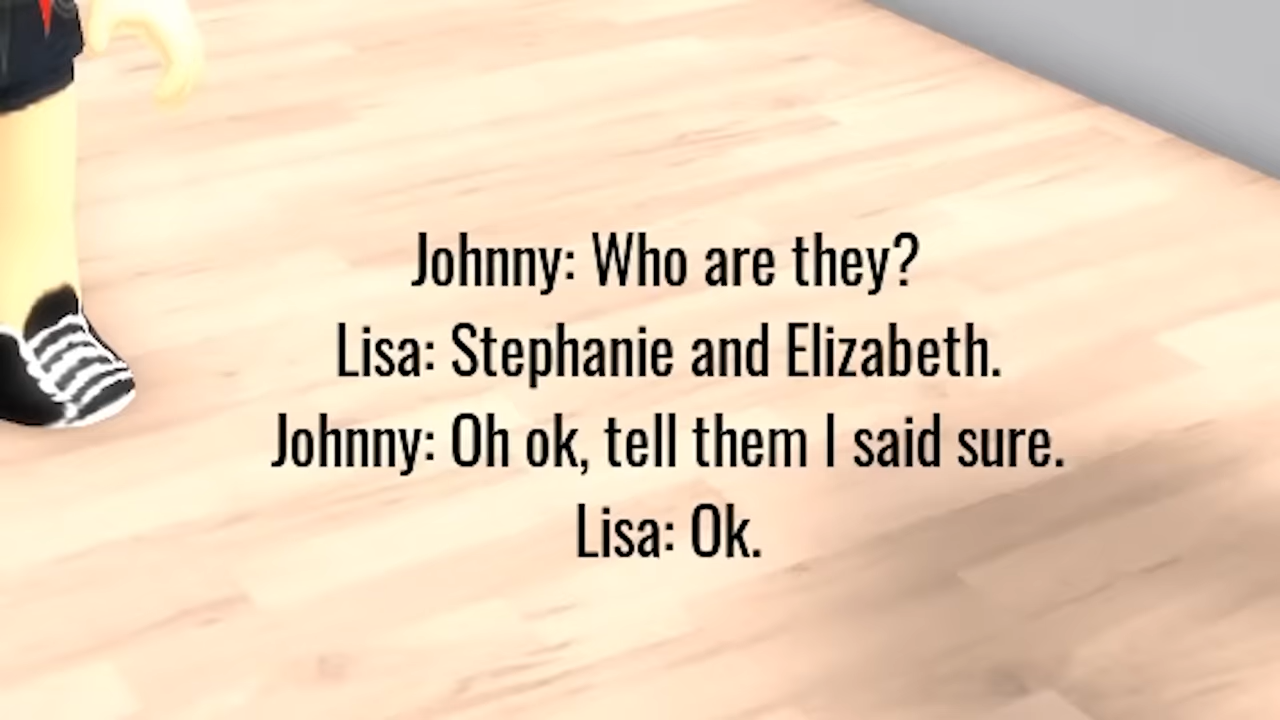 Johnny: Who are they?
Lisa: Stephanie and Elizabeth.
Johnny: Oh ok, tell them I said sure.
Lisa: Ok.